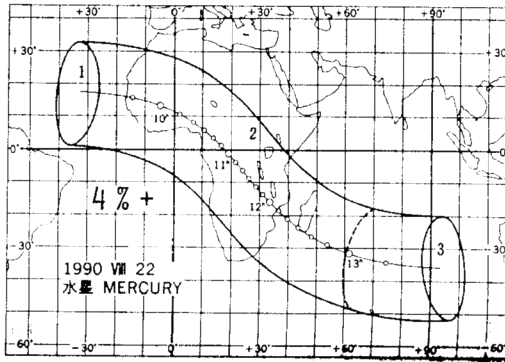 +30° 0° +30° +60° +90°
+30° +30°
1
10ʰ
2
0° 0
11ʰ
4% +
12ʰ
-30° 13ʰ 3 -30°
1990 VIII 22
水星 MERCURY
-60° -60°
+30° 0 +30° +60° +90°